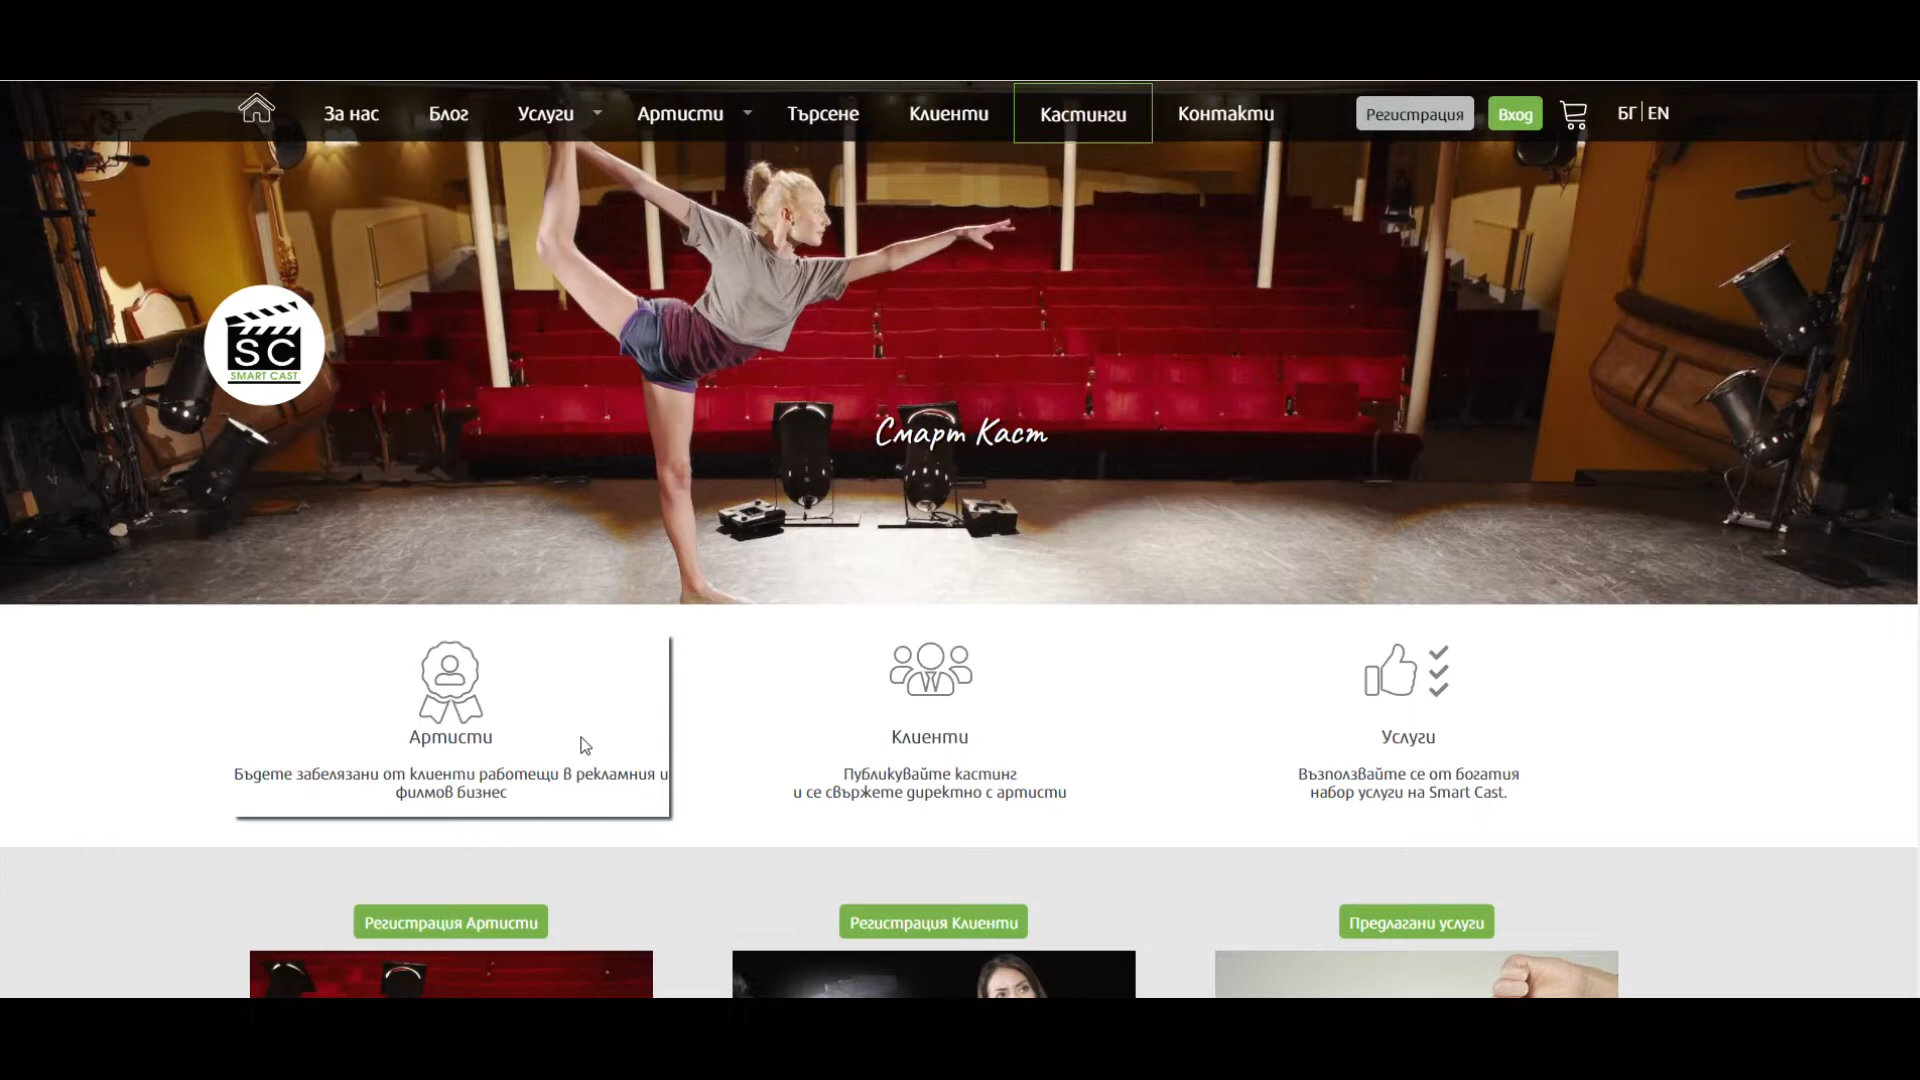 За нас
Блог
Услуги
Артисти
Търсене
Клиенти
Кастинги
Контакти
Регистрация
Вход
БГ EN
SC
SMART CAST
Смарт Каст
Артисти
Бъдете забелязани от клиенти работещи в рекламния и
филмов бизнес
Клиенти
Публикувайте кастинг
и се свържете директно с артисти
Услуги
Възползвайте се от богатия
набор услуги на Smart Cast.
Регистрация Артисти
Регистрация Клиенти
Предлагани услуги